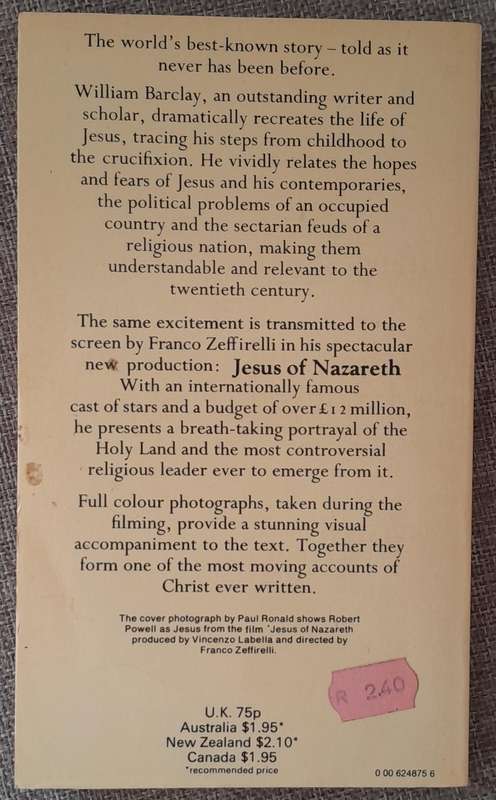 The world's best-known story – told as it
never has been before.
William Barclay, an outstanding writer and
scholar, dramatically recreates the life of
Jesus, tracing his steps from childhood to
the crucifixion. He vividly relates the hopes
and fears of Jesus and his contemporaries,
the political problems of an occupied
country and the sectarian feuds of a
religious nation, making them
understandable and relevant to the
twentieth century.
The same excitement is transmitted to the
screen by Franco Zeffirelli in his spectacular
new production: Jesus of Nazareth
With an internationally famous
cast of stars and a budget of over £12 million,
he presents a breath-taking portrayal of the
Holy Land and the most controversial
religious leader ever to emerge from it.
Full colour photographs, taken during the
filming, provide a stunning visual
accompaniment to the text. Together they
form one of the most moving accounts of
Christ ever written.
The cover photograph by Paul Ronald shows Robert
Powell as Jesus from the film 'Jesus of Nazareth
produced by Vincenzo Labella and directed by
Franco Zeffirelli.
R 2.40
U.K. 75p
Australia $1.95*
New Zealand $2.10*
Canada $1.95
*recommended price
0 00 624875 6